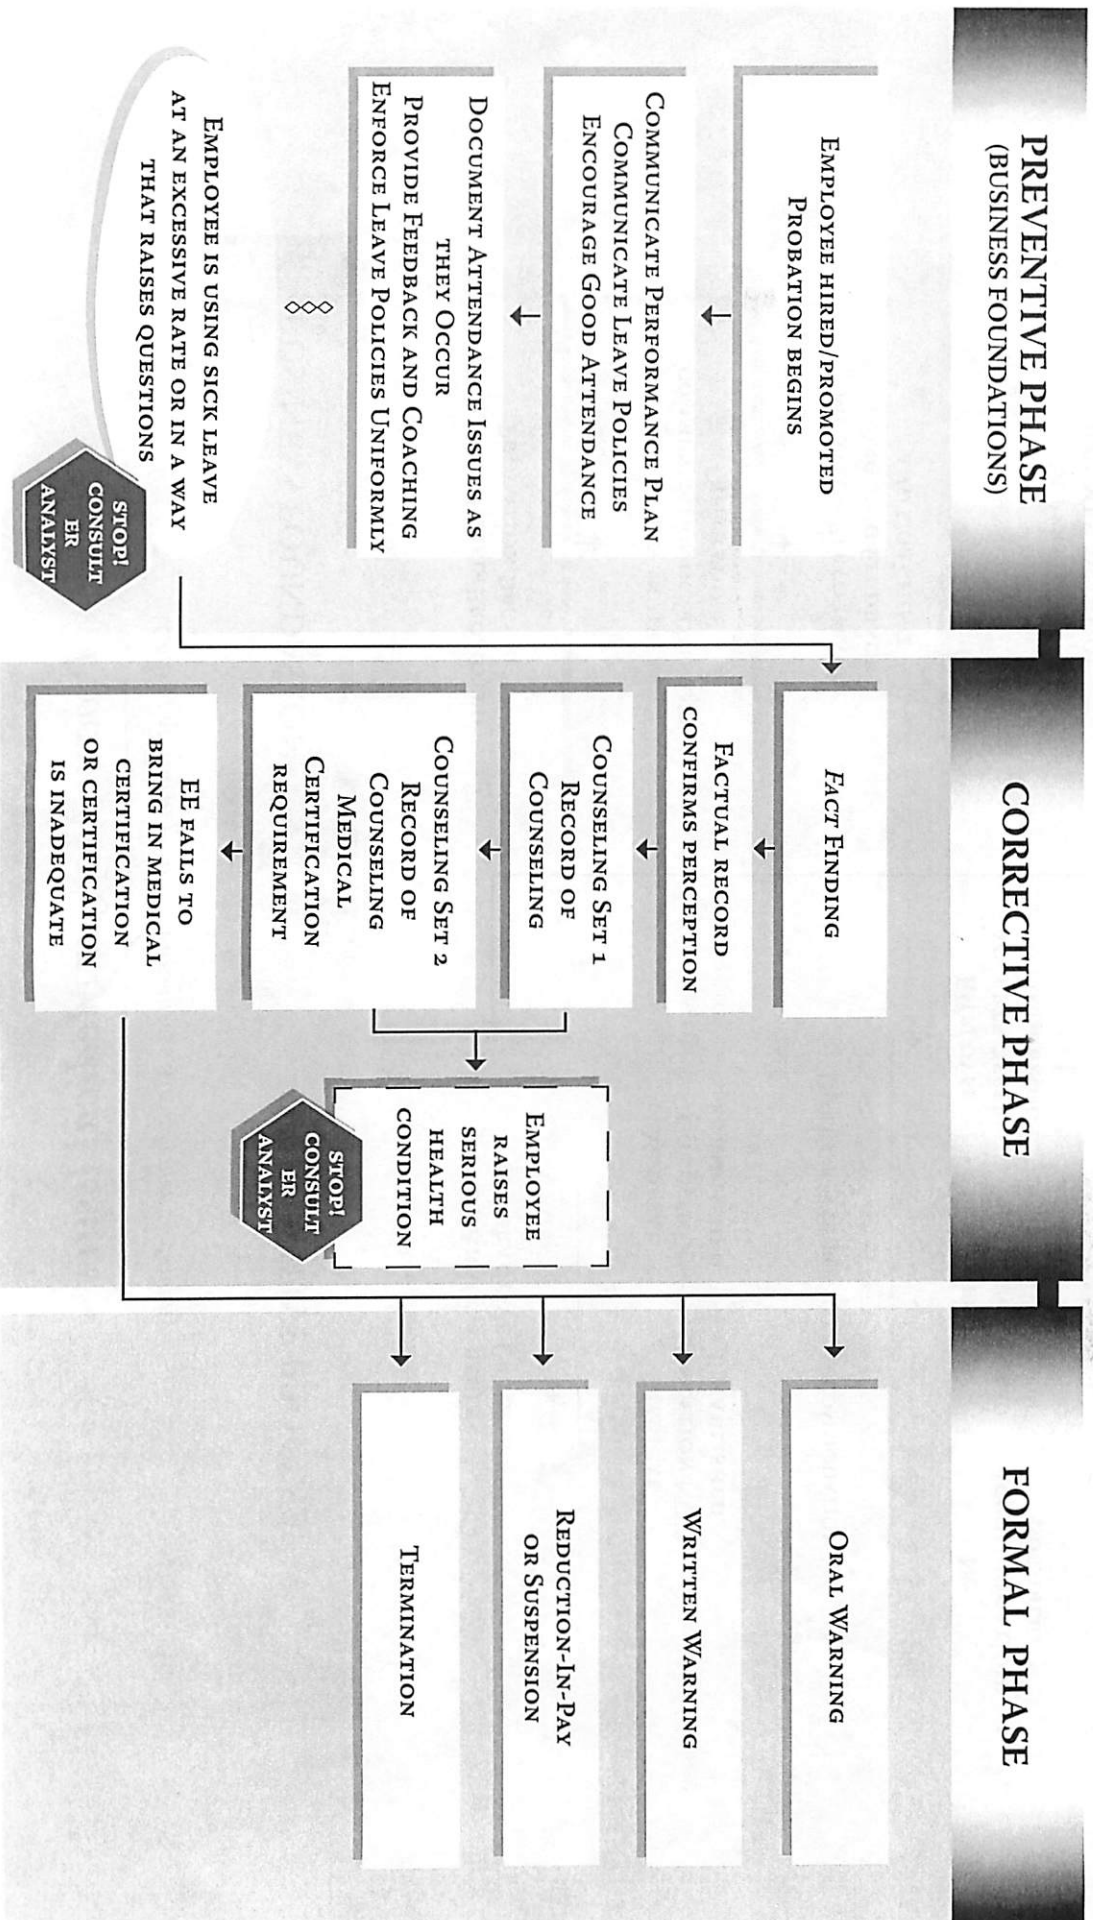 PREVENTIVE PHASE
(BUSINESS FOUNDATIONS)
EMPLOYEE HIRED/PROMOTED
PROBATION BEGINS
COMMUNICATE PERFORMANCE PLAN
COMMUNICATE LEAVE POLICIES
ENCOURAGE GOOD ATTENDANCE
DOCUMENT ATTENDANCE ISSUES AS
THEY OCCUR
PROVIDE FEEDBACK AND COACHING
ENFORCE LEAVE POLICIES UNIFORMLY
EMPLOYEE IS USING SICK LEAVE
AT AN EXCESSIVE RATE OR IN A WAY
THAT RAISES QUESTIONS
STOP!
CONSULT
ER
ANALYST
CORRECTIVE PHASE
FACT FINDING
FACTUAL RECORD
CONFIRMS PERCEPTION
COUNSELING SET 1
RECORD OF
COUNSELING
COUNSELING SET 2
RECORD OF
COUNSELING
MEDICAL
CERTIFICATION
REQUIREMENT
EE FAILS TO
BRING IN MEDICAL
CERTIFICATION
OR CERTIFICATION
IS INADEQUATE
EMPLOYEE
RAISES
SERIOUS
HEALTH
CONDITION
STOP!
CONSULT
ER
ANALYST
FORMAL PHASE
ORAL WARNING
WRITTEN WARNING
REDUCTION-IN-PAY
OR SUSPENSION
TERMINATION